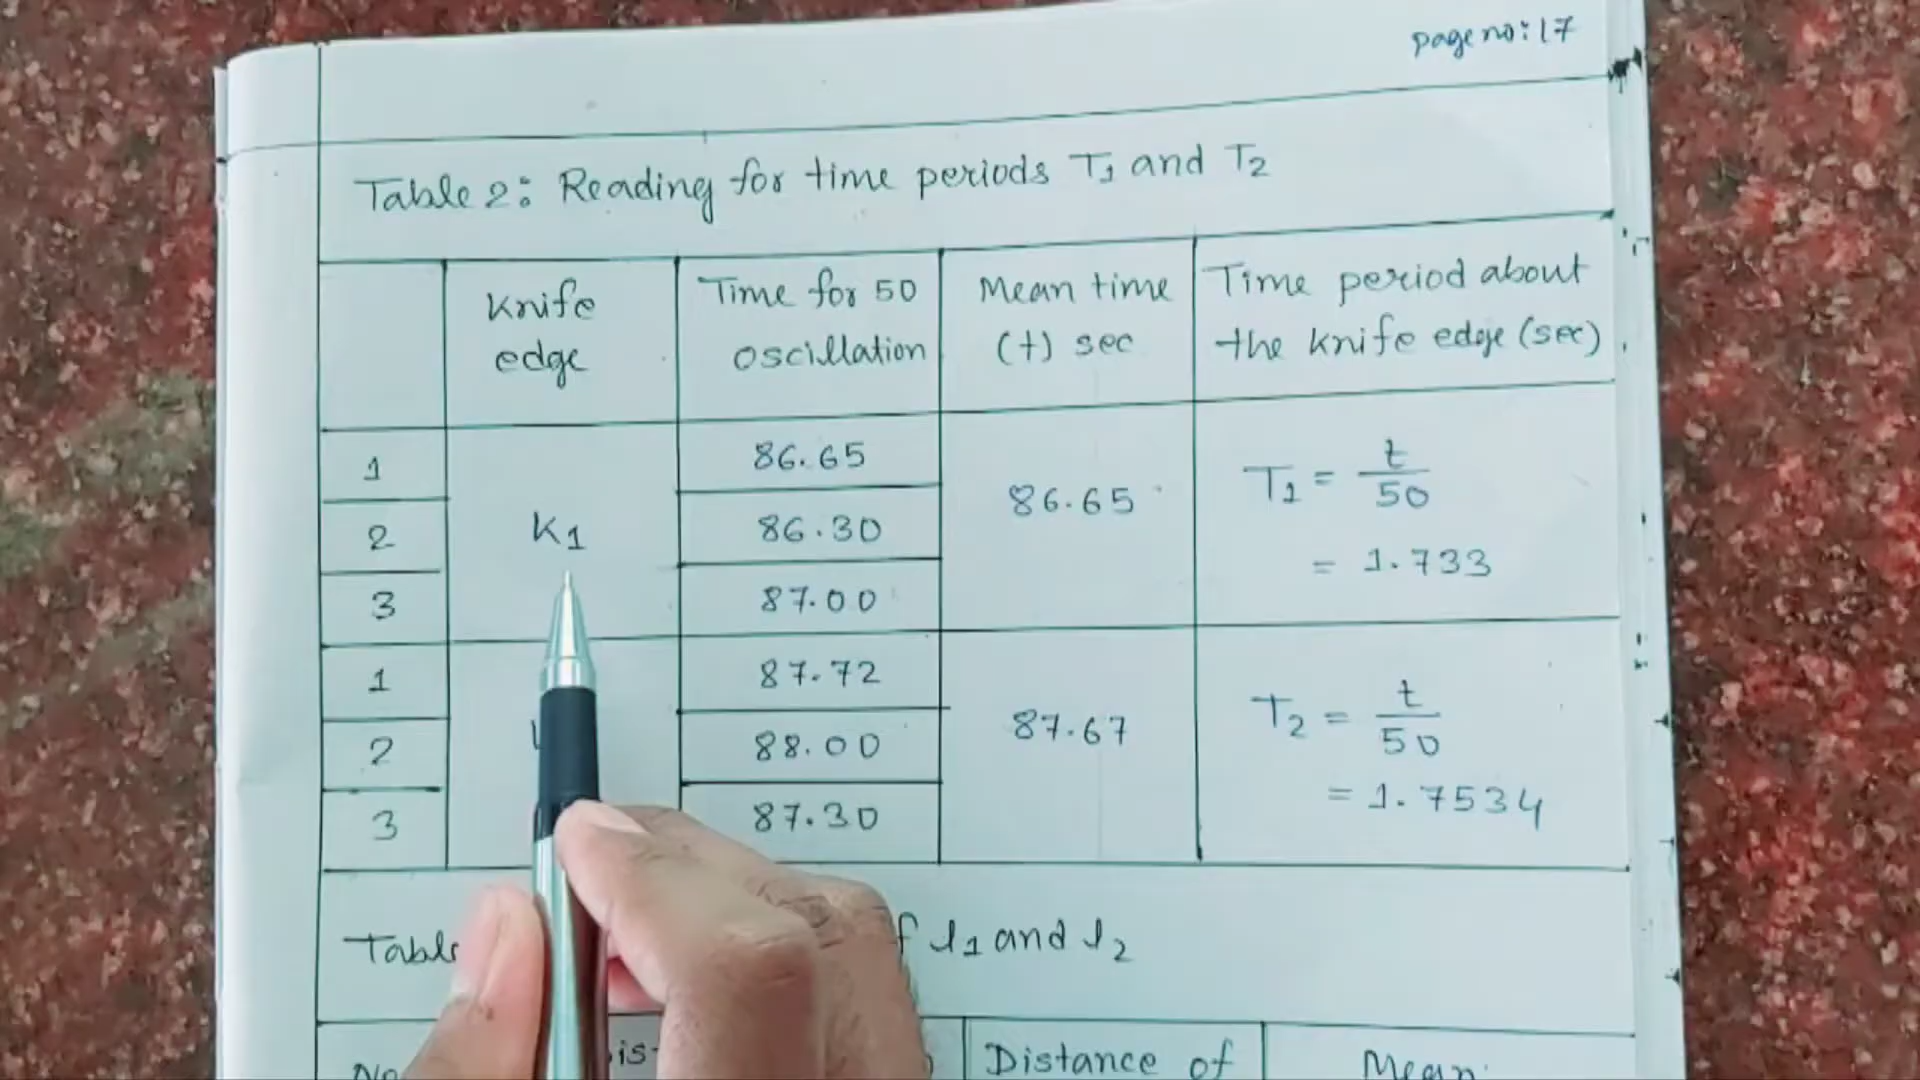 page no: 17
Table 2: Reading for time periods T1 and T2
Knife edge
Time for 50 oscillation
Mean time (t) sec
Time period about the knife edge (sec)
1
K1
86.65
86.65
T1 = t/50
2
86.30
= 1.733
3
87.00
1
87.72
87.67
T2 = t/50
2
88.00
= 1.7534
3
87.30
l1 and l2
Distance of
Mean